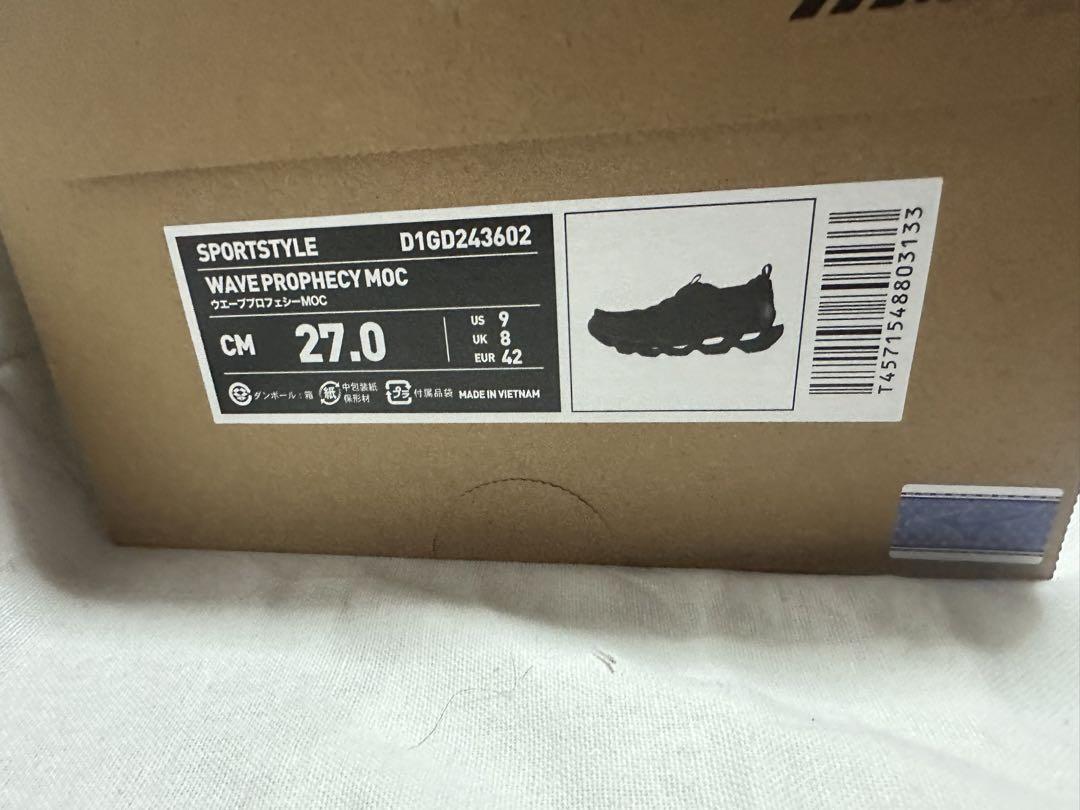 SPORTSTYLE D1GD243602
WAVE PROPHECY MOC
ウエーブプロフェシーMOC
CM 27.0
US 9
UK 8
EUR 42
ダンボール：箱
紙
中包装紙
保形材
プラ
付属品袋
MADE IN VIETNAM
T4571548803133